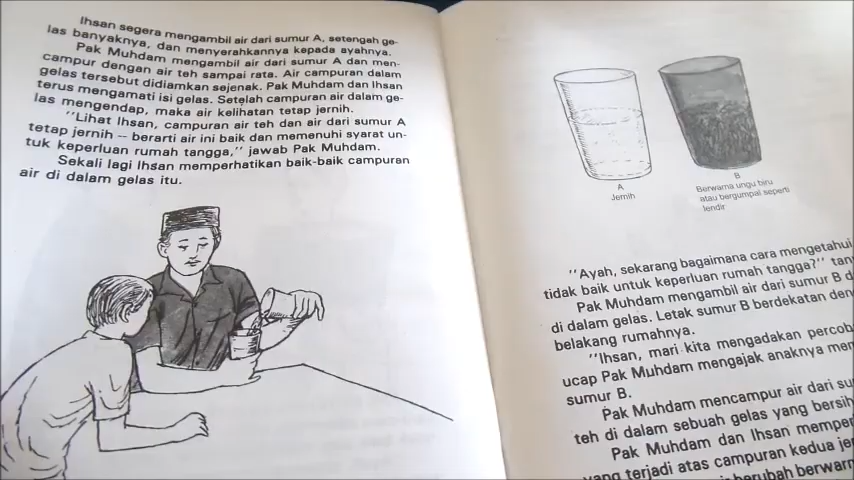 Ihsan segera mengambil air dari sumur A, setengah ge-
las banyaknya, dan menyerahkannya kepada ayahnya.
Pak Muhdam mengambil air dari sumur A dan men-
campur dengan air teh sampai rata. Air campuran dalam
gelas tersebut didiamkan sejenak. Pak Muhdam dan Ihsan
terus mengamati isi gelas. Setelah campuran air dalam ge-
las mengendap, maka air kelihatan tetap jernih.
"Lihat Ihsan, campuran air teh dan air dari sumur A
tetap jernih -- berarti air ini baik dan memenuhi syarat un-
tuk keperluan rumah tangga," jawab Pak Muhdam.
Sekali lagi Ihsan memperhatikan baik-baik campuran
air di dalam gelas itu.
A
Jernih
B
Berwarna ungu biru
atau bergumpal seperti
lendir
"Ayah, sekarang bagaimana cara mengetahui
tidak baik untuk keperluan rumah tangga?" tan
Pak Muhdam mengambil air dari sumur B d
di dalam gelas. Letak sumur B berdekatan den
belakang rumahnya.
"Ihsan, mari kita mengadakan percob
ucap Pak Muhdam mengajak anaknya mem
sumur B.
Pak Muhdam mencampur air dari su
teh di dalam sebuah gelas yang bersih
Pak Muhdam dan Ihsan memper
yang terjadi atas campuran kedua je
berubah berwarn